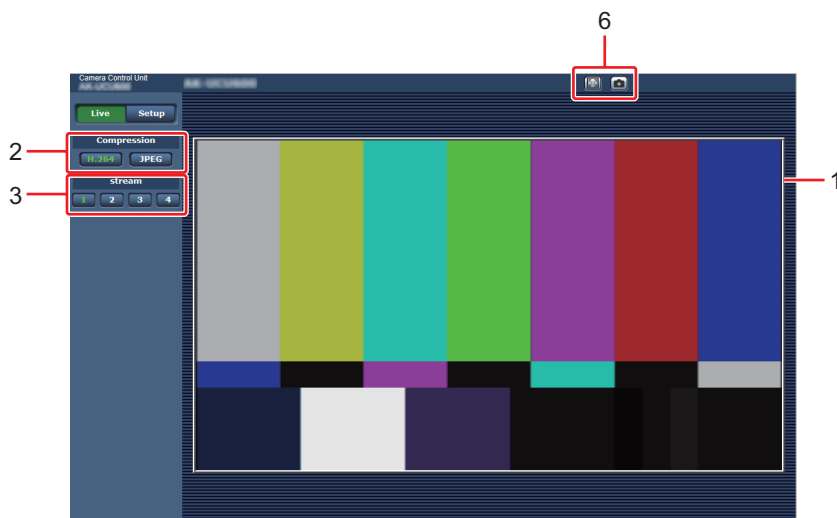 6
Camera Control Unit
Live Setup
Compression
H.264 JPEG
2
stream
1 2 3 4
3
1